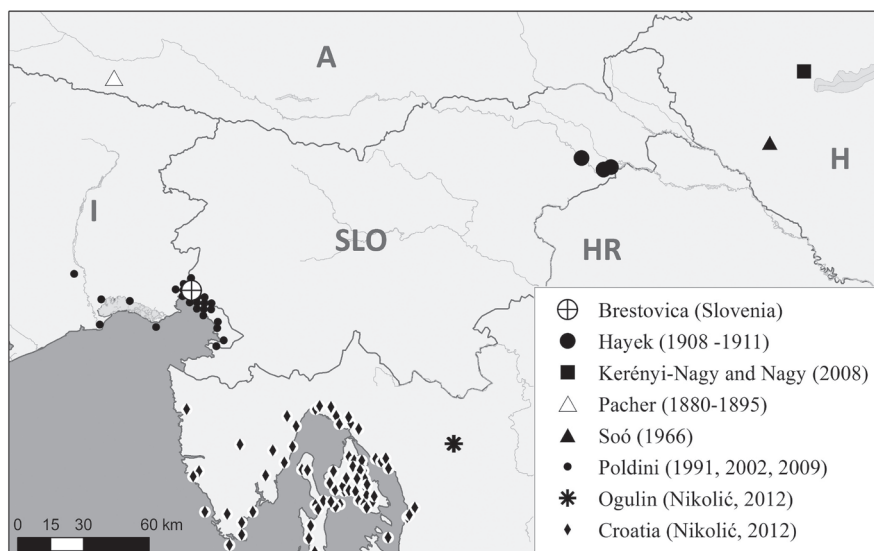 A
H
I
SLO
HR
Brestovica (Slovenia)
Hayek (1908 -1911)
Kerényi-Nagy and Nagy (2008)
Pacher (1880-1895)
Soó (1966)
Poldini (1991, 2002, 2009)
Ogulin (Nikolić, 2012)
Croatia (Nikolić, 2012)
0 15 30 60 km